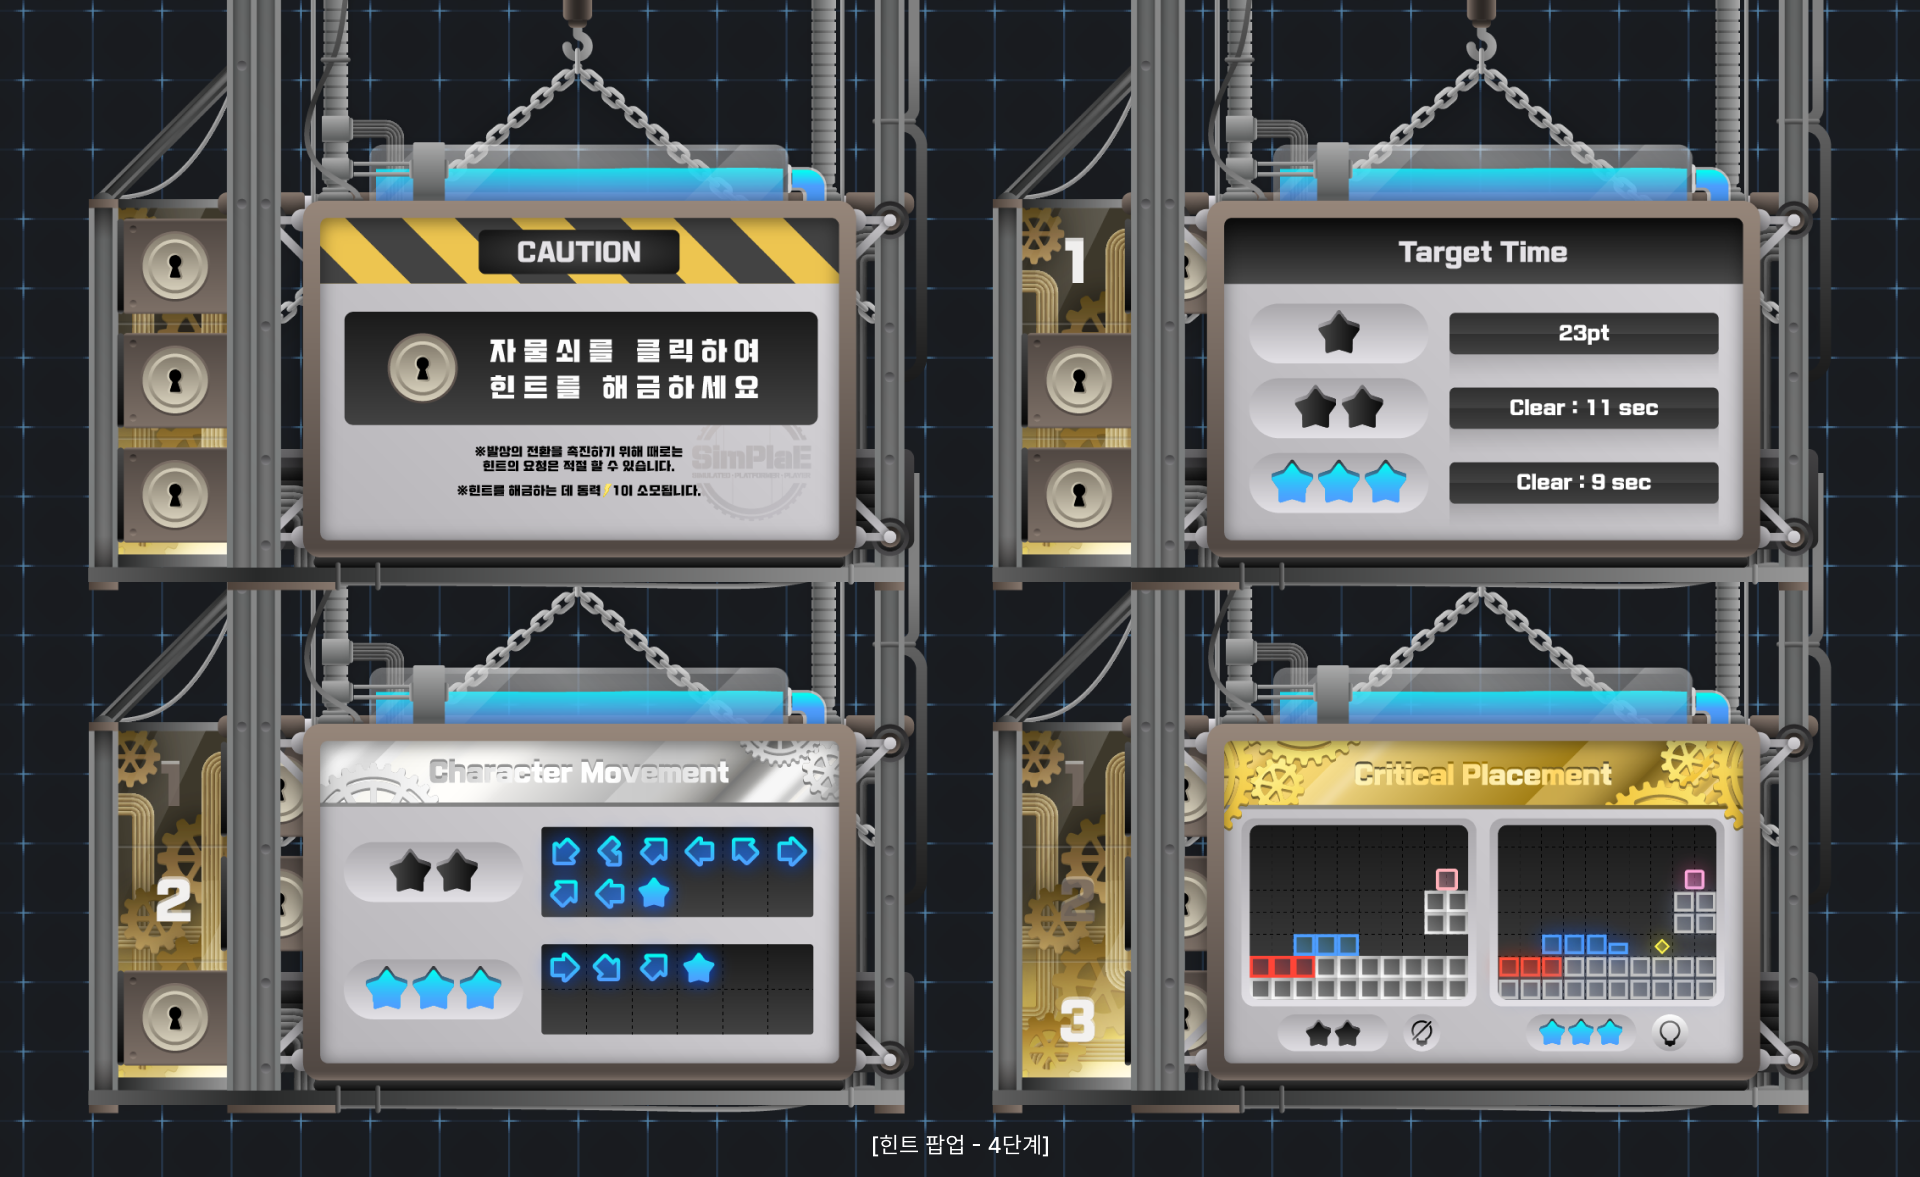 CAUTION
자물쇠를 클릭하여
힌트를 해금하세요
※발상의 전환을 촉진하기 위해 때로는
힌트의 요청은 적절 할 수 있습니다.
※힌트를 해금하는 데 동력⚡1이 소모됩니다.
SimPlaE
1
Target Time
23pt
Clear : 11 sec
Clear : 9 sec
1
2
Character Movement
1
2
3
Critical Placement
[힌트 팝업 - 4단계]